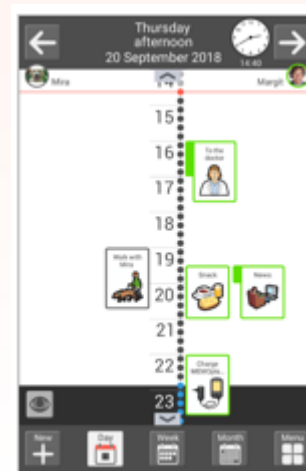 Thursday
afternoon
20 September 2018
14:40
Mira
Margit
14
15
16
To the
doctor
17
18
19
Walk with
Mira
Snack
News
20
21
22
Charge
23
New
Day
Week
Month
Menu